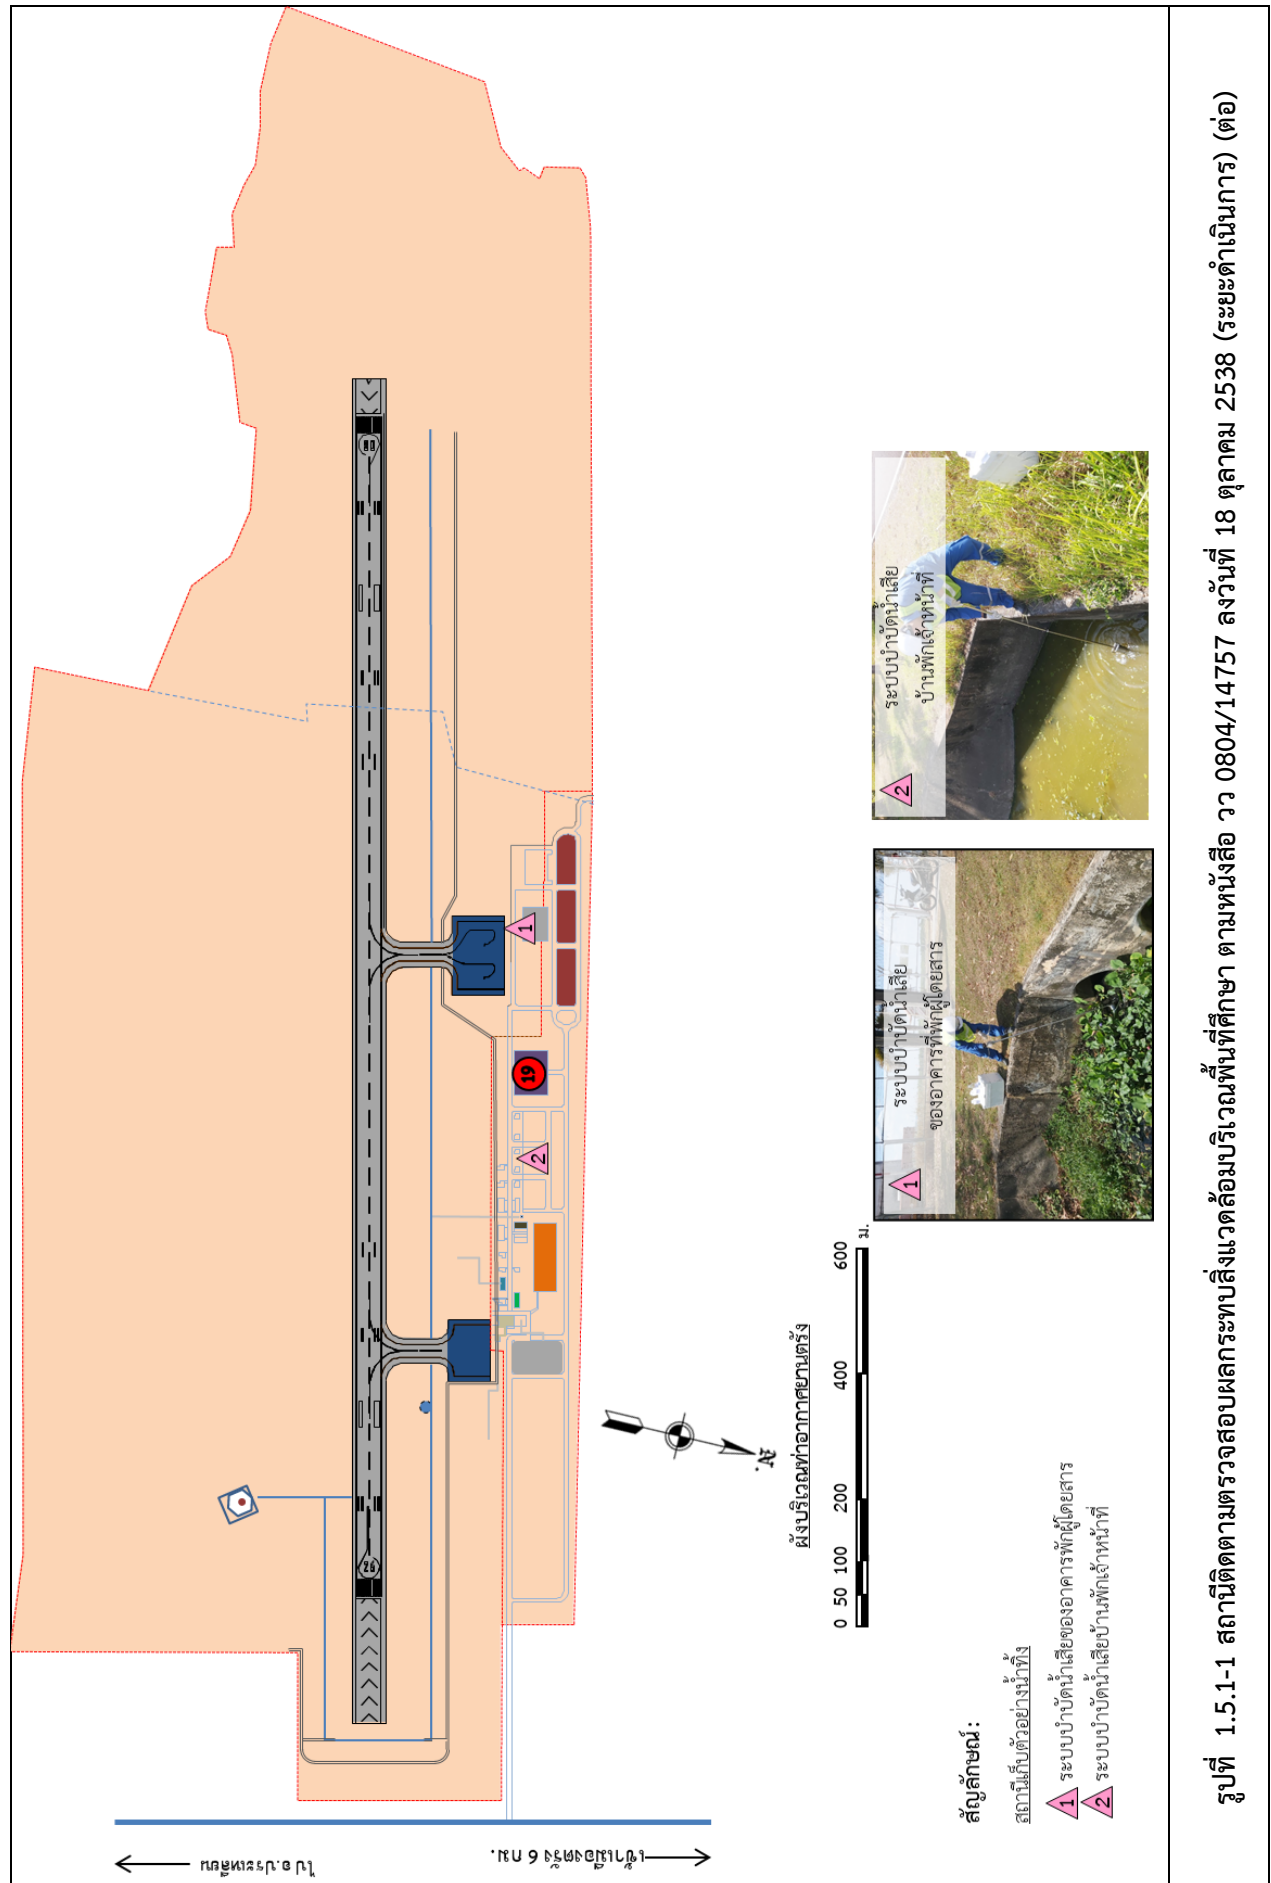 ไป อ.ปะเหลียน
เข้าเมืองตรัง 6 กม.
26
08
19
1
2
N.
ผังบริเวณท่าอากาศยานตรัง
0 50 100 200 400 600 ม.
สัญลักษณ์ :
สถานีเก็บตัวอย่างน้ำทิ้ง
1 ระบบบำบัดน้ำเสียของอาคารพักผู้โดยสาร
2 ระบบบำบัดน้ำเสียบ้านพักเจ้าหน้าที่
1
ระบบบำบัดน้ำเสีย
ของอาคารที่พักผู้โดยสาร
2
ระบบบำบัดน้ำเสีย
บ้านพักเจ้าหน้าที่
รูปที่ 1.5.1-1 สถานีติดตามตรวจสอบผลกระทบสิ่งแวดล้อมบริเวณพื้นที่ศึกษา ตามหนังสือ วว 0804/14757 ลงวันที่ 18 ตุลาคม 2538 (ระยะดำเนินการ) (ต่อ)